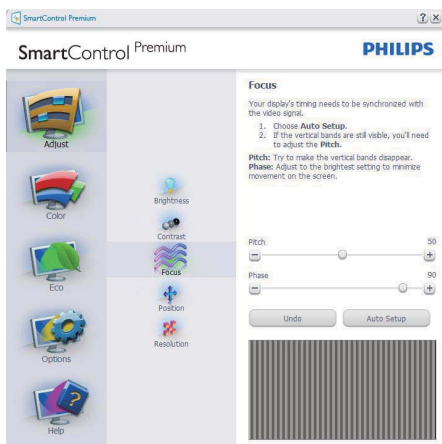 SmartControl Premium
? ×
SmartControl Premium
PHILIPS
Adjust
Color
Eco
Options
Help
Brightness
Contrast
Focus
Position
Resolution
Focus
Your display's timing needs to be synchronized with
the video signal.
1. Choose Auto Setup.
2. If the vertical bands are still visible, you'll need
to adjust the Pitch.
Pitch: Try to make the vertical bands disappear.
Phase: Adjust to the brightest setting to minimize
movement on the screen.
Pitch 50
− +
Phase 90
− +
Undo Auto Setup